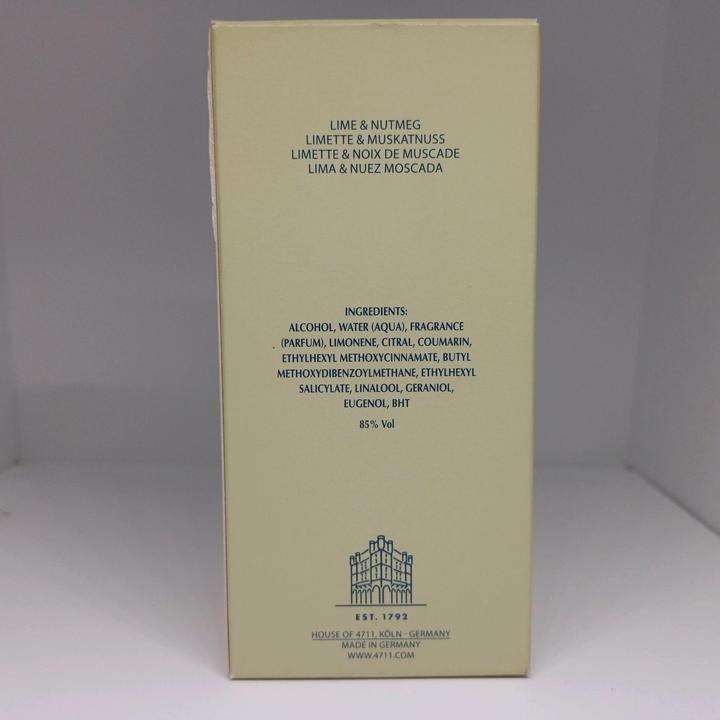 LIME & NUTMEG
LIMETTE & MUSKATNUSS
LIMETTE & NOIX DE MUSCADE
LIMA & NUEZ MOSCADA
INGREDIENTS:
ALCOHOL, WATER (AQUA), FRAGRANCE
(PARFUM), LIMONENE, CITRAL, COUMARIN,
ETHYLHEXYL METHOXYCINNAMATE, BUTYL
METHOXYDIBENZOYLMETHANE, ETHYLHEXYL
SALICYLATE, LINALOOL, GERANIOL,
EUGENOL, BHT
85% Vol
EST. 1792
HOUSE OF 4711, KÖLN - GERMANY
MADE IN GERMANY
WWW.4711.COM